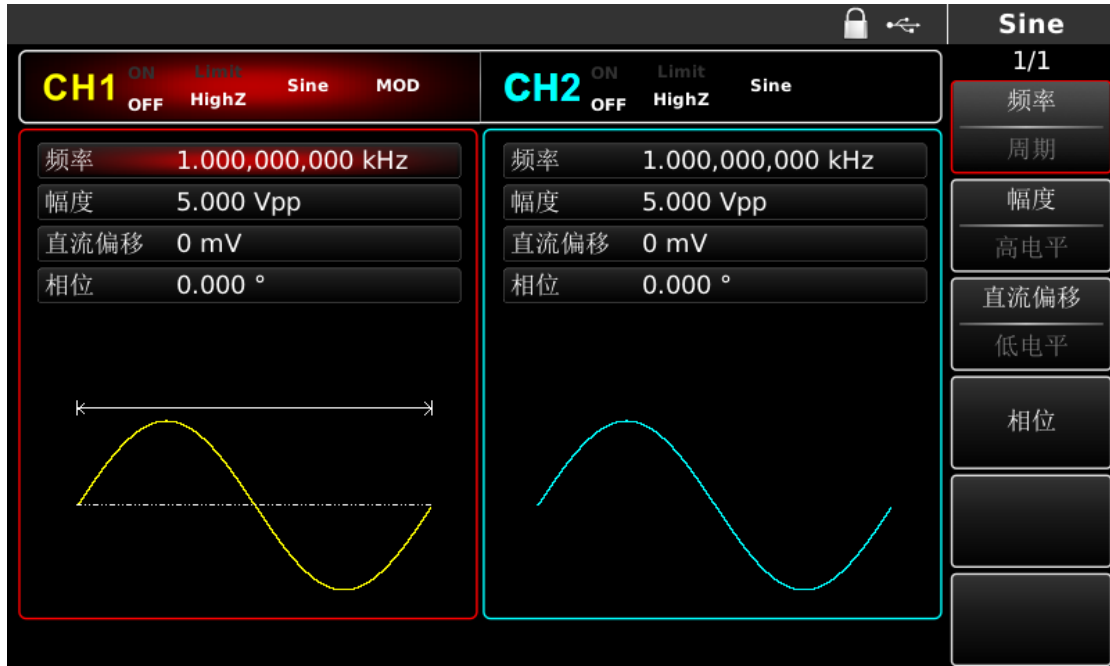 Sine
1/1
CH1 ON OFF Limit HighZ Sine MOD
CH2 ON OFF Limit HighZ Sine
频率 1.000,000,000 kHz
幅度 5.000 Vpp
直流偏移 0 mV
相位 0.000 °
频率 1.000,000,000 kHz
幅度 5.000 Vpp
直流偏移 0 mV
相位 0.000 °
频率
周期
幅度
高电平
直流偏移
低电平
相位